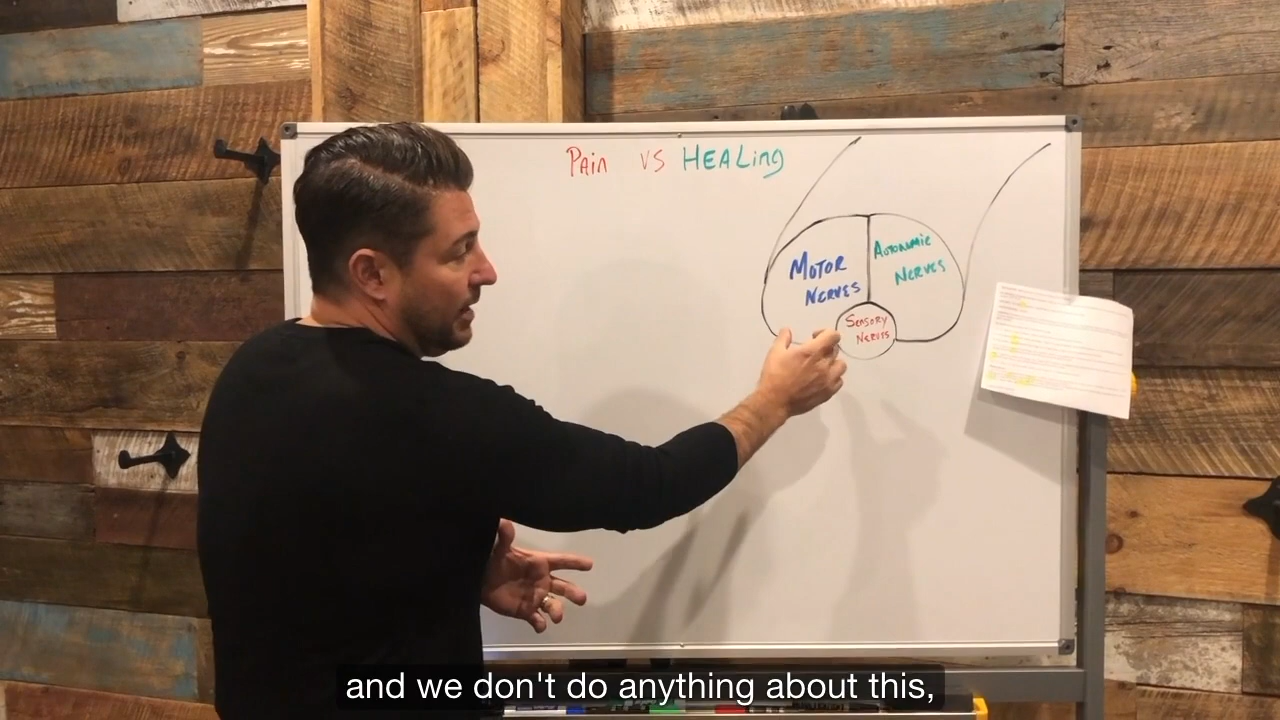 Pain VS Healing
Motor
Nerves
Autonomic
Nerves
Sensory
Nerves
and we don't do anything about this,